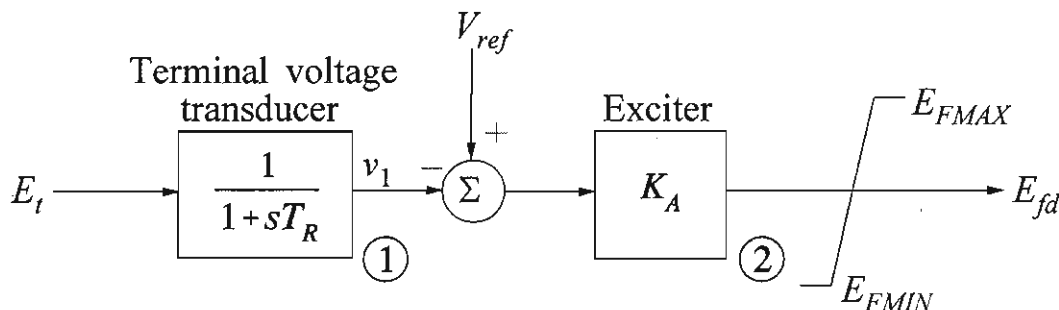 V_ref
Terminal voltage
transducer
Exciter
E_FMAX
+
−
E_t
1
1+sT_R
v_1
Σ
K_A
E_fd
①
②
E_FMIN